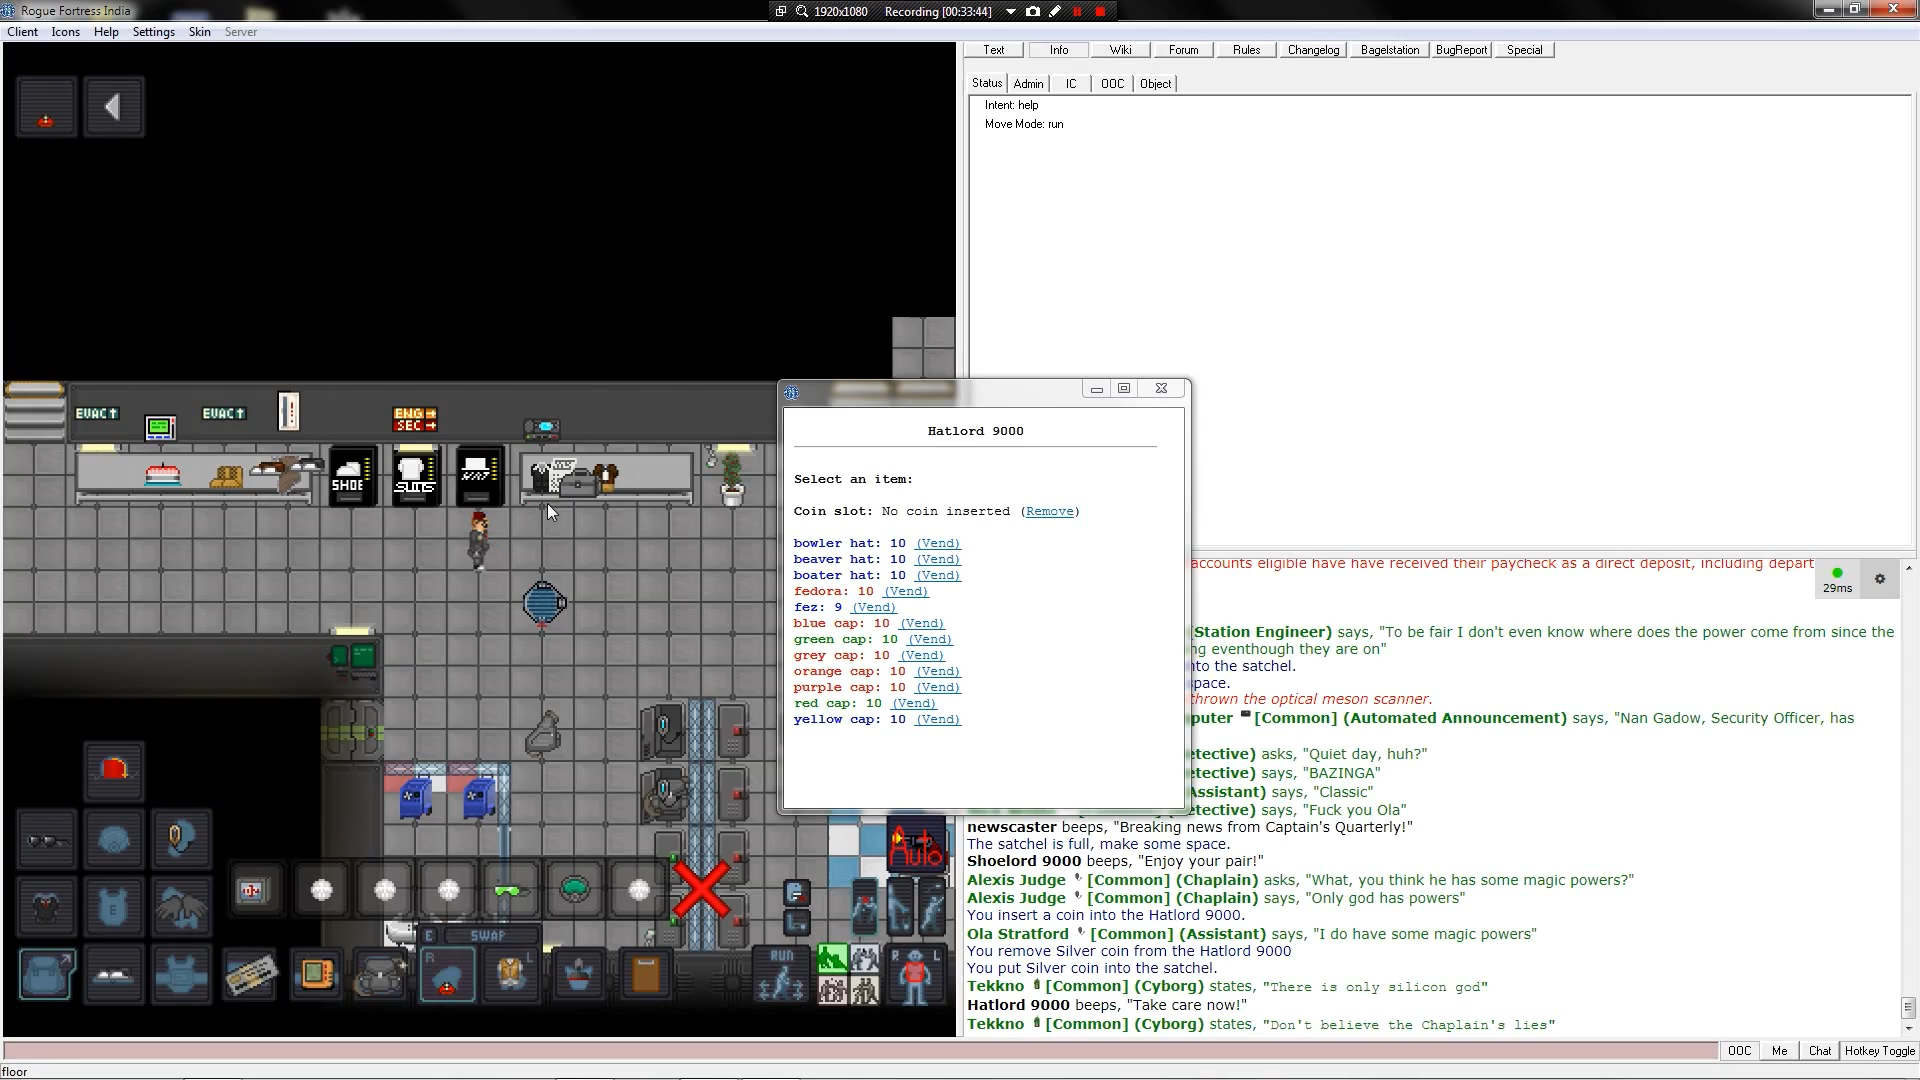 Rogue Fortress India
1920x1080 Recording [00:33:44]
Client Icons Help Settings Skin Server
Text Info Wiki Forum Rules Changelog Bagelstation BugReport Special
Status Admin IC OOC Object
Intent: help
Move Mode: run
EVAC EVAC ENG
SEC
SHOE SUITS
Hatlord 9000
Select an item:
Coin slot: No coin inserted (Remove)
bowler hat: 10 (Vend)
beaver hat: 10 (Vend)
boater hat: 10 (Vend)
fedora: 10 (Vend)
fez: 9 (Vend)
blue cap: 10 (Vend)
green cap: 10 (Vend)
grey cap: 10 (Vend)
orange cap: 10 (Vend)
purple cap: 10 (Vend)
red cap: 10 (Vend)
yellow cap: 10 (Vend)
accounts eligible have have received their paycheck as a direct deposit, including depart
29ms
(Station Engineer) says, "To be fair I don't even know where does the power come from since the
ng eventhough they are on"
nto the satchel.
space.
thrown the optical meson scanner.
puter [Common] (Automated Announcement) says, "Nan Gadow, Security Officer, has
etective) asks, "Quiet day, huh?"
etective) says, "BAZINGA"
Assistant) says, "Classic"
etective) says, "Fuck you Ola"
newscaster beeps, "Breaking news from Captain's Quarterly!"
The satchel is full, make some space.
Shoelord 9000 beeps, "Enjoy your pair!"
Alexis Judge [Common] (Chaplain) asks, "What, you think he has some magic powers?"
Alexis Judge [Common] (Chaplain) says, "Only god has powers"
You insert a coin into the Hatlord 9000.
Ola Stratford [Common] (Assistant) says, "I do have some magic powers"
You remove Silver coin from the Hatlord 9000
You put Silver coin into the satchel.
Tekkno [Common] (Cyborg) states, "There is only silicon god"
Hatlord 9000 beeps, "Take care now!"
Tekkno [Common] (Cyborg) states, "Don't believe the Chaplain's lies"
Auto
E SWAP
R L RUN R L
OOC Me Chat Hotkey Toggle
floor